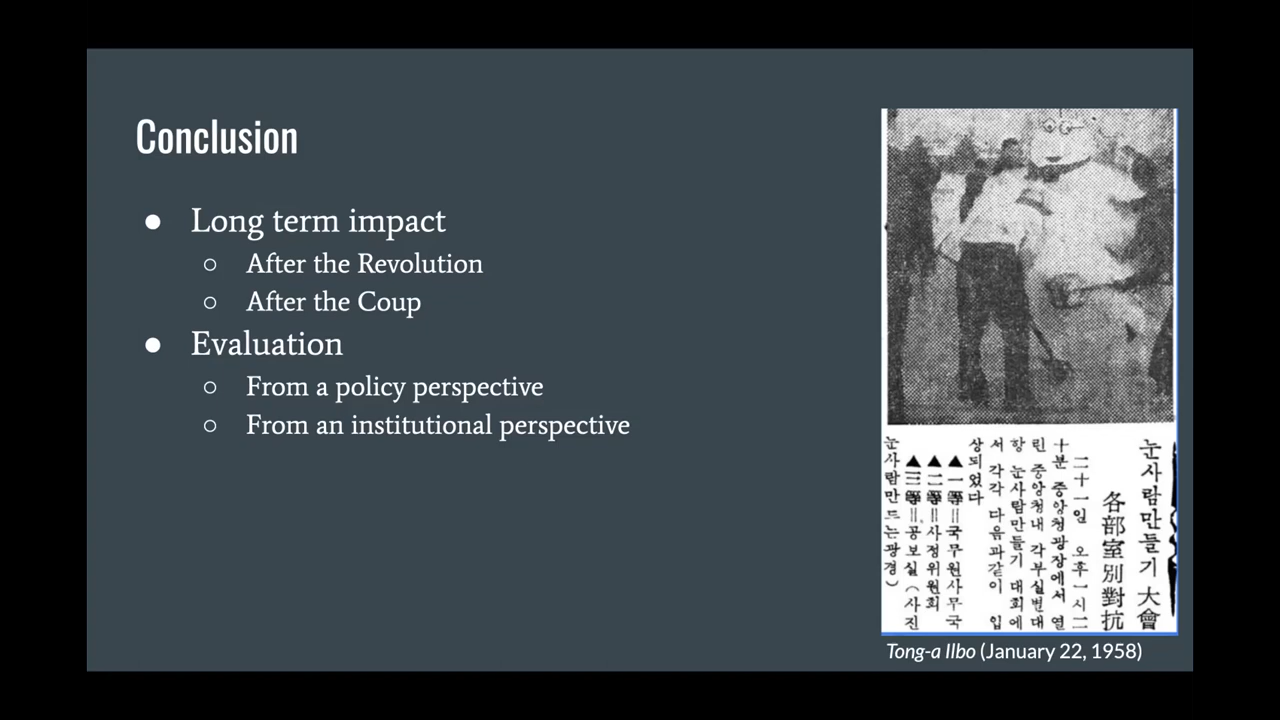 Conclusion
● Long term impact
○ After the Revolution
○ After the Coup
● Evaluation
○ From a policy perspective
○ From an institutional perspective
눈사람만들기 大會
各部室別對抗
二十一일 오후一시二
十분 중앙청광장에서 열
린 중앙청내 각부실별대
항 눈사람만들기 대회에
서 각각 다음과같이 입
상되었다
▲一等=국무원사무국
▲二等=사정위원회
▲三等=공보실(사진
눈사람만드는광경)
Tong-a Ilbo (January 22, 1958)